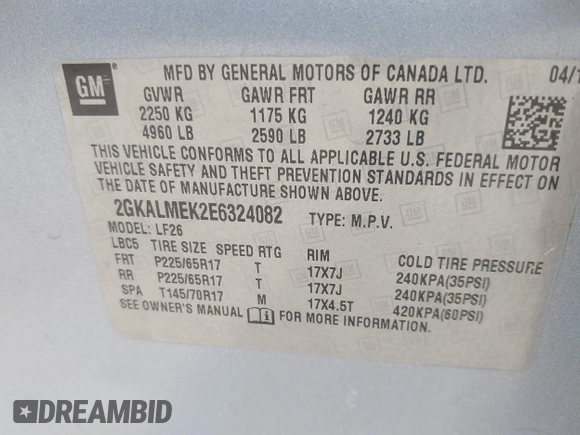 GM MFD BY GENERAL MOTORS OF CANADA LTD. 04/1
GVWR GAWR FRT GAWR RR
2250 KG 1175 KG 1240 KG
4960 LB 2590 LB 2733 LB
THIS VEHICLE CONFORMS TO ALL APPLICABLE U.S. FEDERAL MOTOR
VEHICLE SAFETY AND THEFT PREVENTION STANDARDS IN EFFECT ON
THE DATE OF MANUFACTURE SHOWN ABOVE.
2GKALMEK2E6324082 TYPE: M.P.V.
MODEL: LF26
LBC5 TIRE SIZE SPEED RTG RIM COLD TIRE PRESSURE
FRT P225/65R17 T 17X7J 240KPA(35PSI)
RR P225/65R17 T 17X7J 240KPA(35PSI)
SPA T145/70R17 M 17X4.5T 420KPA(60PSI)
SEE OWNER'S MANUAL FOR MORE INFORMATION.
DREAMBID